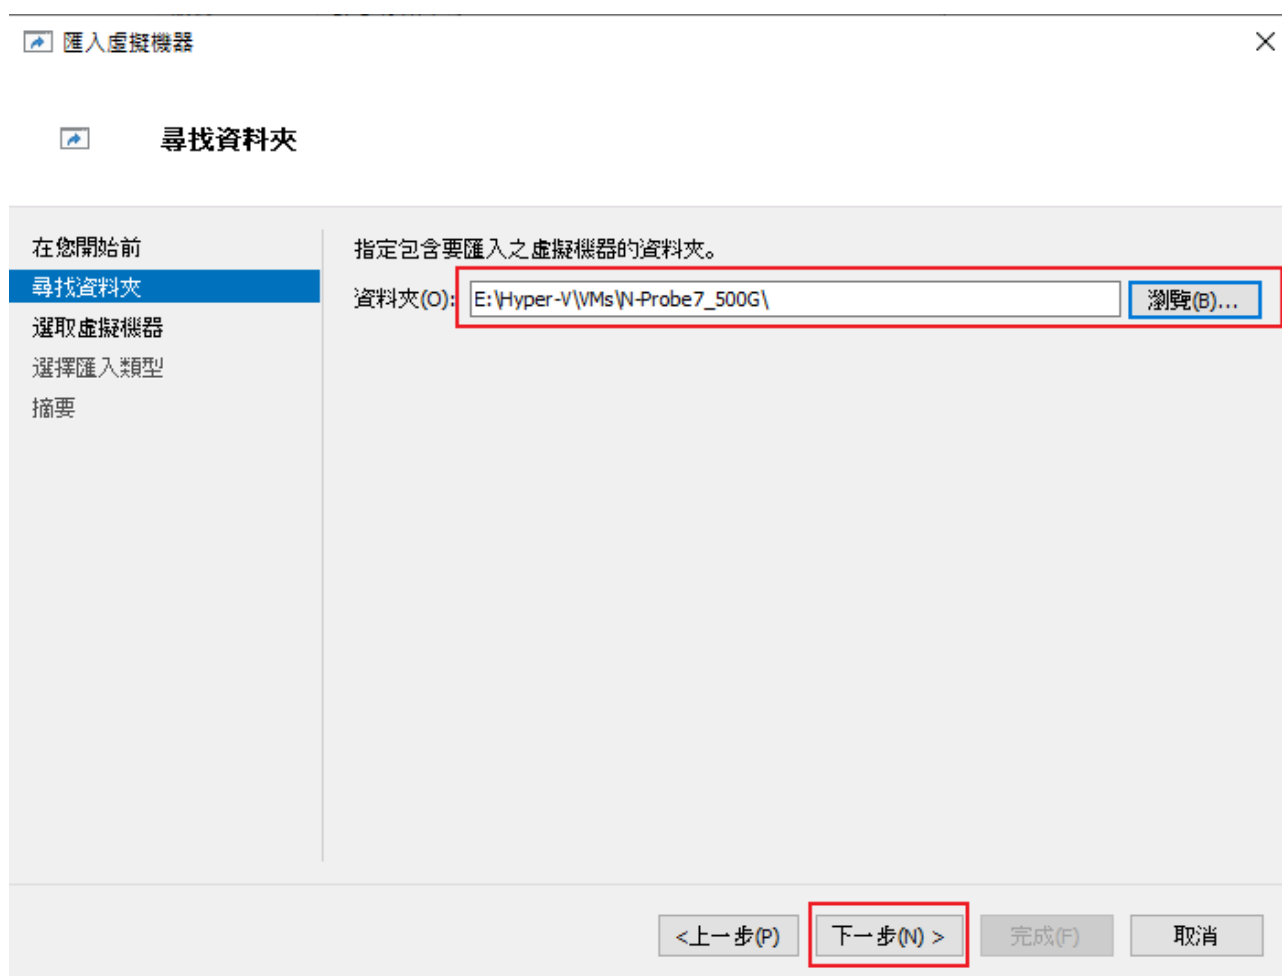 匯入虛擬機器
尋找資料夾
在您開始前
尋找資料夾
選取虛擬機器
選擇匯入類型
摘要
指定包含要匯入之虛擬機器的資料夾。
資料夾(O): E:\Hyper-V\VMs\N-Probe7_500G\ 瀏覽(B)...
<上一步(P) 下一步(N) > 完成(F) 取消